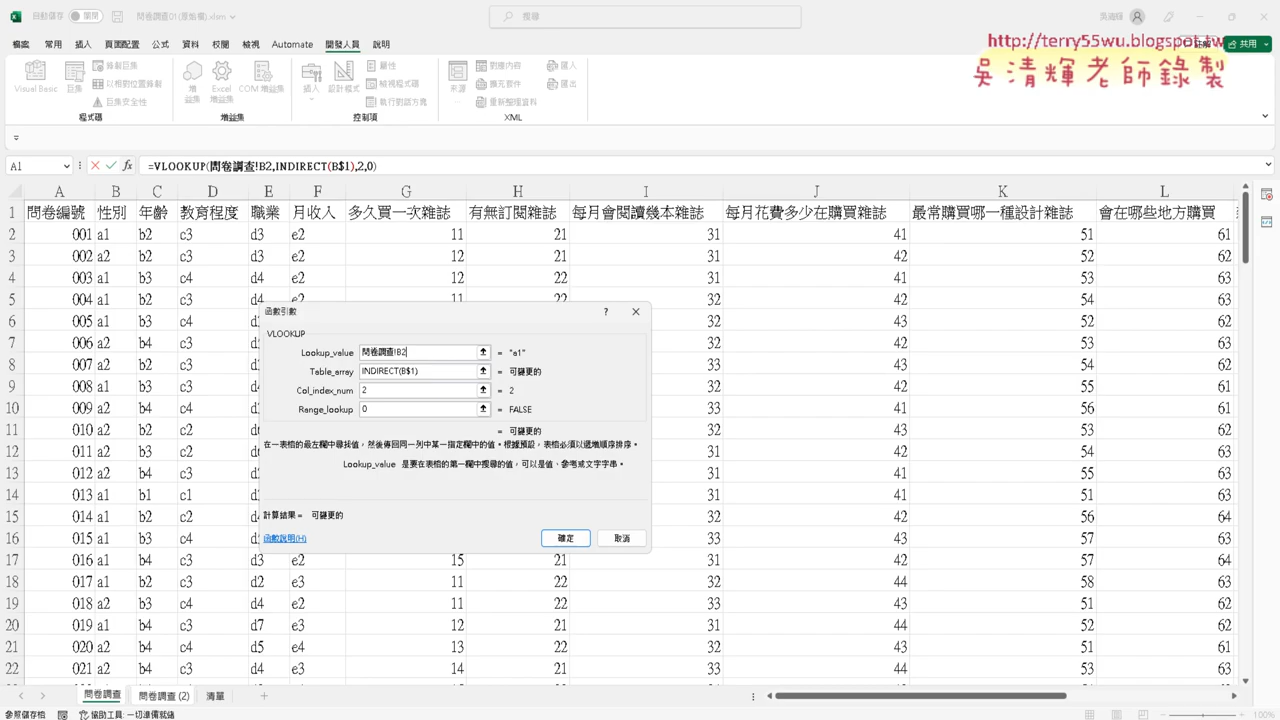 自動儲存 關閉 問卷調查01(原始檔).xlsm 搜尋 吳清輝
檔案 常用 插入 頁面配置 公式 資料 校閱 檢視 Automate 開發人員 說明 共用
http://terry55wu.blogspot.tw
吳清輝老師錄製
Visual Basic 巨集 錄製巨集 以相對位置錄製 巨集安全性 增益集 Excel 增益集 COM 增益集 插入 設計模式 屬性 檢視程式碼 執行對話方塊 來源 對應內容 擴充套件 重新整理資料 匯入 匯出
程式碼 增益集 控制項 XML
A1 =VLOOKUP(問卷調查!B2,INDIRECT(B$1),2,0)
A B C D E F G H I J K L
1 問卷編號 性別 年齡 教育程度 職業 月收入 多久買一次雜誌 有無訂閱雜誌 每月會閱讀幾本雜誌 每月花費多少在購買雜誌 最常購買哪一種設計雜誌 會在哪些地方購買
2 001 a1 b2 c3 d3 e2 11 21 31 41 51 61
3 002 a2 b2 c3 d3 e2 12 21 31 42 52 62
4 003 a1 b2 c4 d4 e2 12 22 31 41 53 63
5 004 a1 b2 c3 d4 e2 11 22 32 42 54 63
6 005 a1 b3 c4 32 43 52 62
7 006 a2 b4 c3 33 42 53 62
8 007 a2 b2 c3 32 43 54 63
9 008 a1 b3 c3 32 42 55 61
10 009 a2 b4 c4 33 41 56 61
11 010 a2 b2 c2 32 43 53 62
12 011 a2 b3 c2 31 42 54 63
13 012 a2 b4 c4 31 41 55 63
14 013 a1 b1 c1 31 41 51 63
15 014 a1 b2 c2 32 42 56 64
16 015 a1 b3 c4 32 43 57 63
17 016 a1 b4 c3 d3 e2 15 21 31 42 57 64
18 017 a1 b3 c2 d2 e3 11 22 32 44 58 63
19 018 a2 b3 c4 d4 e2 11 22 33 43 51 62
20 019 a1 b4 c3 d7 e3 12 21 31 44 52 62
21 020 a2 b4 c4 d5 e4 13 22 32 43 51 61
22 021 a2 b4 c3 d4 e3 14 21 33 44 53 63
函數引數 ?
VLOOKUP
Lookup_value 問卷調查!B2 = "a1"
Table_array INDIRECT(B$1) = 可變更的
Col_index_num 2 = 2
Range_lookup 0 = FALSE
= 可變更的
在一表格的最左欄中尋找值，然後傳回同一列中某一指定欄中的值。根據預設，表格必須以遞增順序排序。
Lookup_value 是要在表格的第一欄中搜尋的值，可以是值、參考或文字字串。
計算結果 = 可變更的
函數說明(H) 確定 取消
問卷調查 問卷調查 (2) 清單
參照儲存格 協助工具: 一切準備就緒 100%